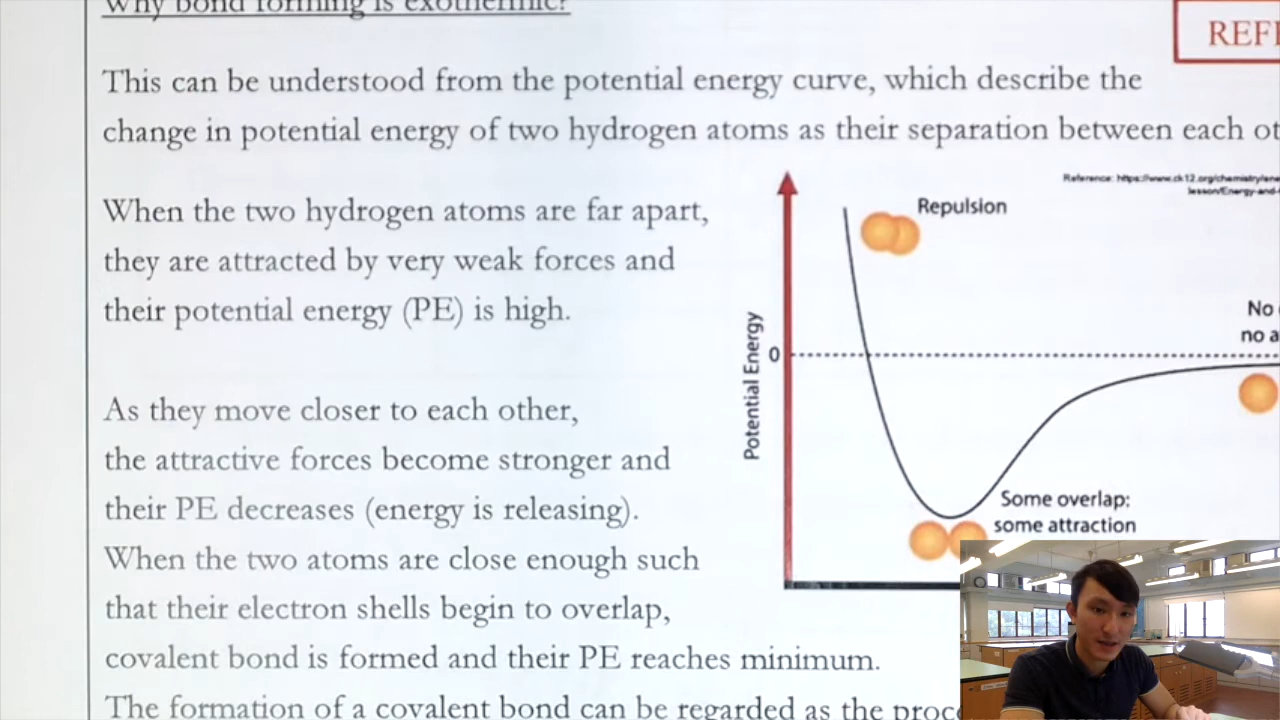 Why bond forming is exothermic?
REF
This can be understood from the potential energy curve, which describe the
change in potential energy of two hydrogen atoms as their separation between each
Reference: https://www.ck12.org/chemistry/
When the two hydrogen atoms are far apart,
they are attracted by very weak forces and
their potential energy (PE) is high.
As they move closer to each other,
the attractive forces become stronger and
their PE decreases (energy is releasing).
When the two atoms are close enough such
that their electron shells begin to overlap,
covalent bond is formed and their PE reaches minimum.
The formation of a covalent bond can be regarded as the
Repulsion
No
Potential Energy
0
Some overlap:
some attraction